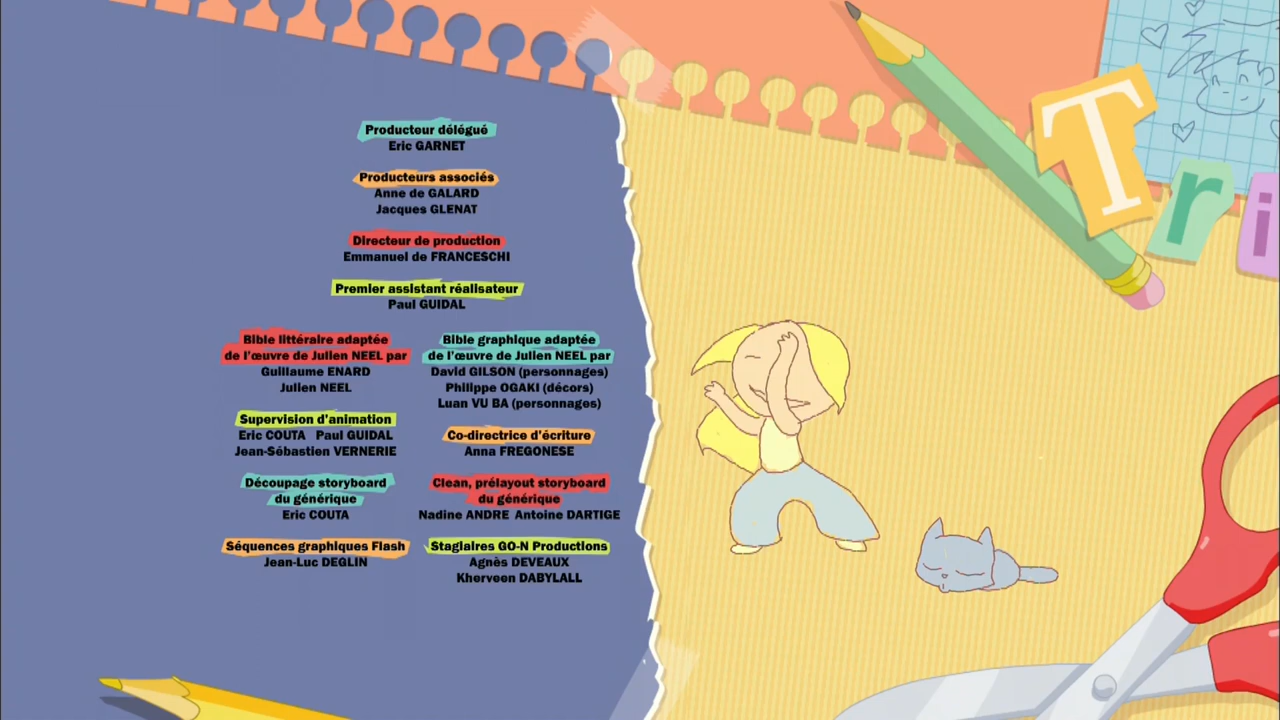 Producteur délégué
Eric GARNET
Producteurs associés
Anne de GALARD
Jacques GLENAT
Directeur de production
Emmanuel de FRANCESCHI
Premier assistant réalisateur
Paul GUIDAL
Bible littéraire adaptée
de l'œuvre de Julien NEEL par
Guillaume ENARD
Julien NEEL
Bible graphique adaptée
de l'œuvre de Julien NEEL par
David GILSON (personnages)
Philippe OGAKI (décors)
Luan VU BA (personnages)
Supervision d'animation
Eric COUTA Paul GUIDAL
Jean-Sébastien VERNERIE
Co-directrice d'écriture
Anna FREGONESE
Découpage storyboard
du générique
Eric COUTA
Clean, prélayout storyboard
du générique
Nadine ANDRE Antoine DARTIGE
Séquences graphiques Flash
Jean-Luc DEGLIN
Stagiaires GO-N Productions
Agnès DEVEAUX
Kherveen DABYLALL
Tri